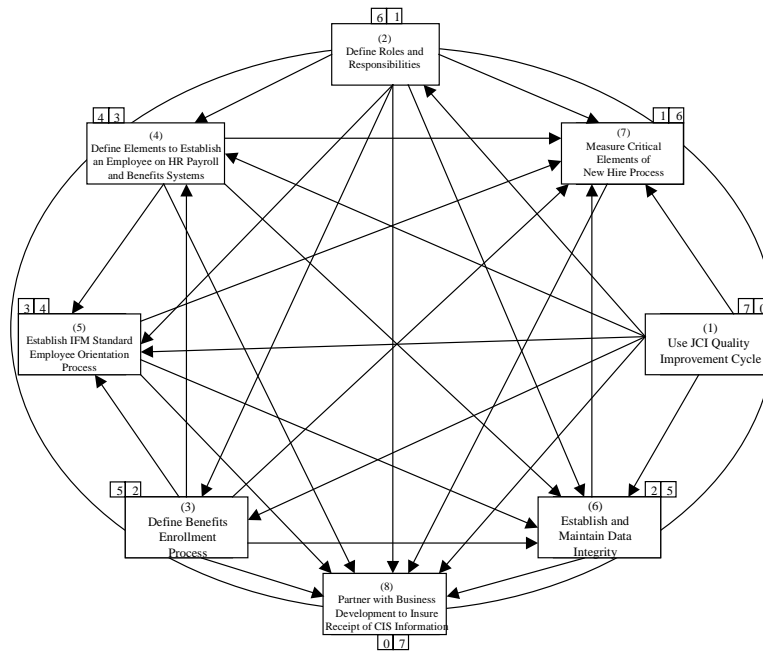 6 1
(2)
Define Roles and
Responsibilities
4 3
(4)
Define Elements to Establish
an Employee on HR Payroll
and Benefits Systems
1 6
(7)
Measure Critical
Elements of
New Hire Process
3 4
(5)
Establish IFM Standard
Employee Orientation
Process
7 0
(1)
Use JCI Quality
Improvement Cycle
5 2
(3)
Define Benefits
Enrollment
Process
2 5
(6)
Establish and
Maintain Data
Integrity
(8)
Partner with Business
Development to Insure
Receipt of CIS Information
0 7